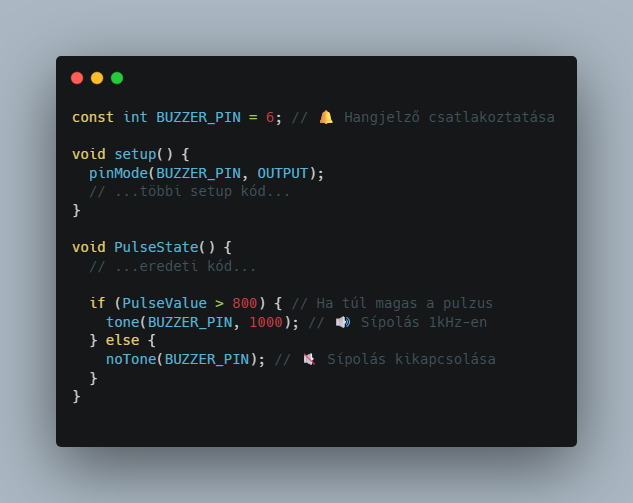 const int BUZZER_PIN = 6; // 🔔 Hangjelző csatlakoztatása
void setup() {
  pinMode(BUZZER_PIN, OUTPUT);
  // ...többi setup kód...
}
void PulseState() {
  // ...eredeti kód...
  if (PulseValue > 800) { // Ha túl magas a pulzus
    tone(BUZZER_PIN, 1000); // 🔊 Sípolás 1kHz-en
  } else {
    noTone(BUZZER_PIN); // 🔇 Sípolás kikapcsolása
  }
}